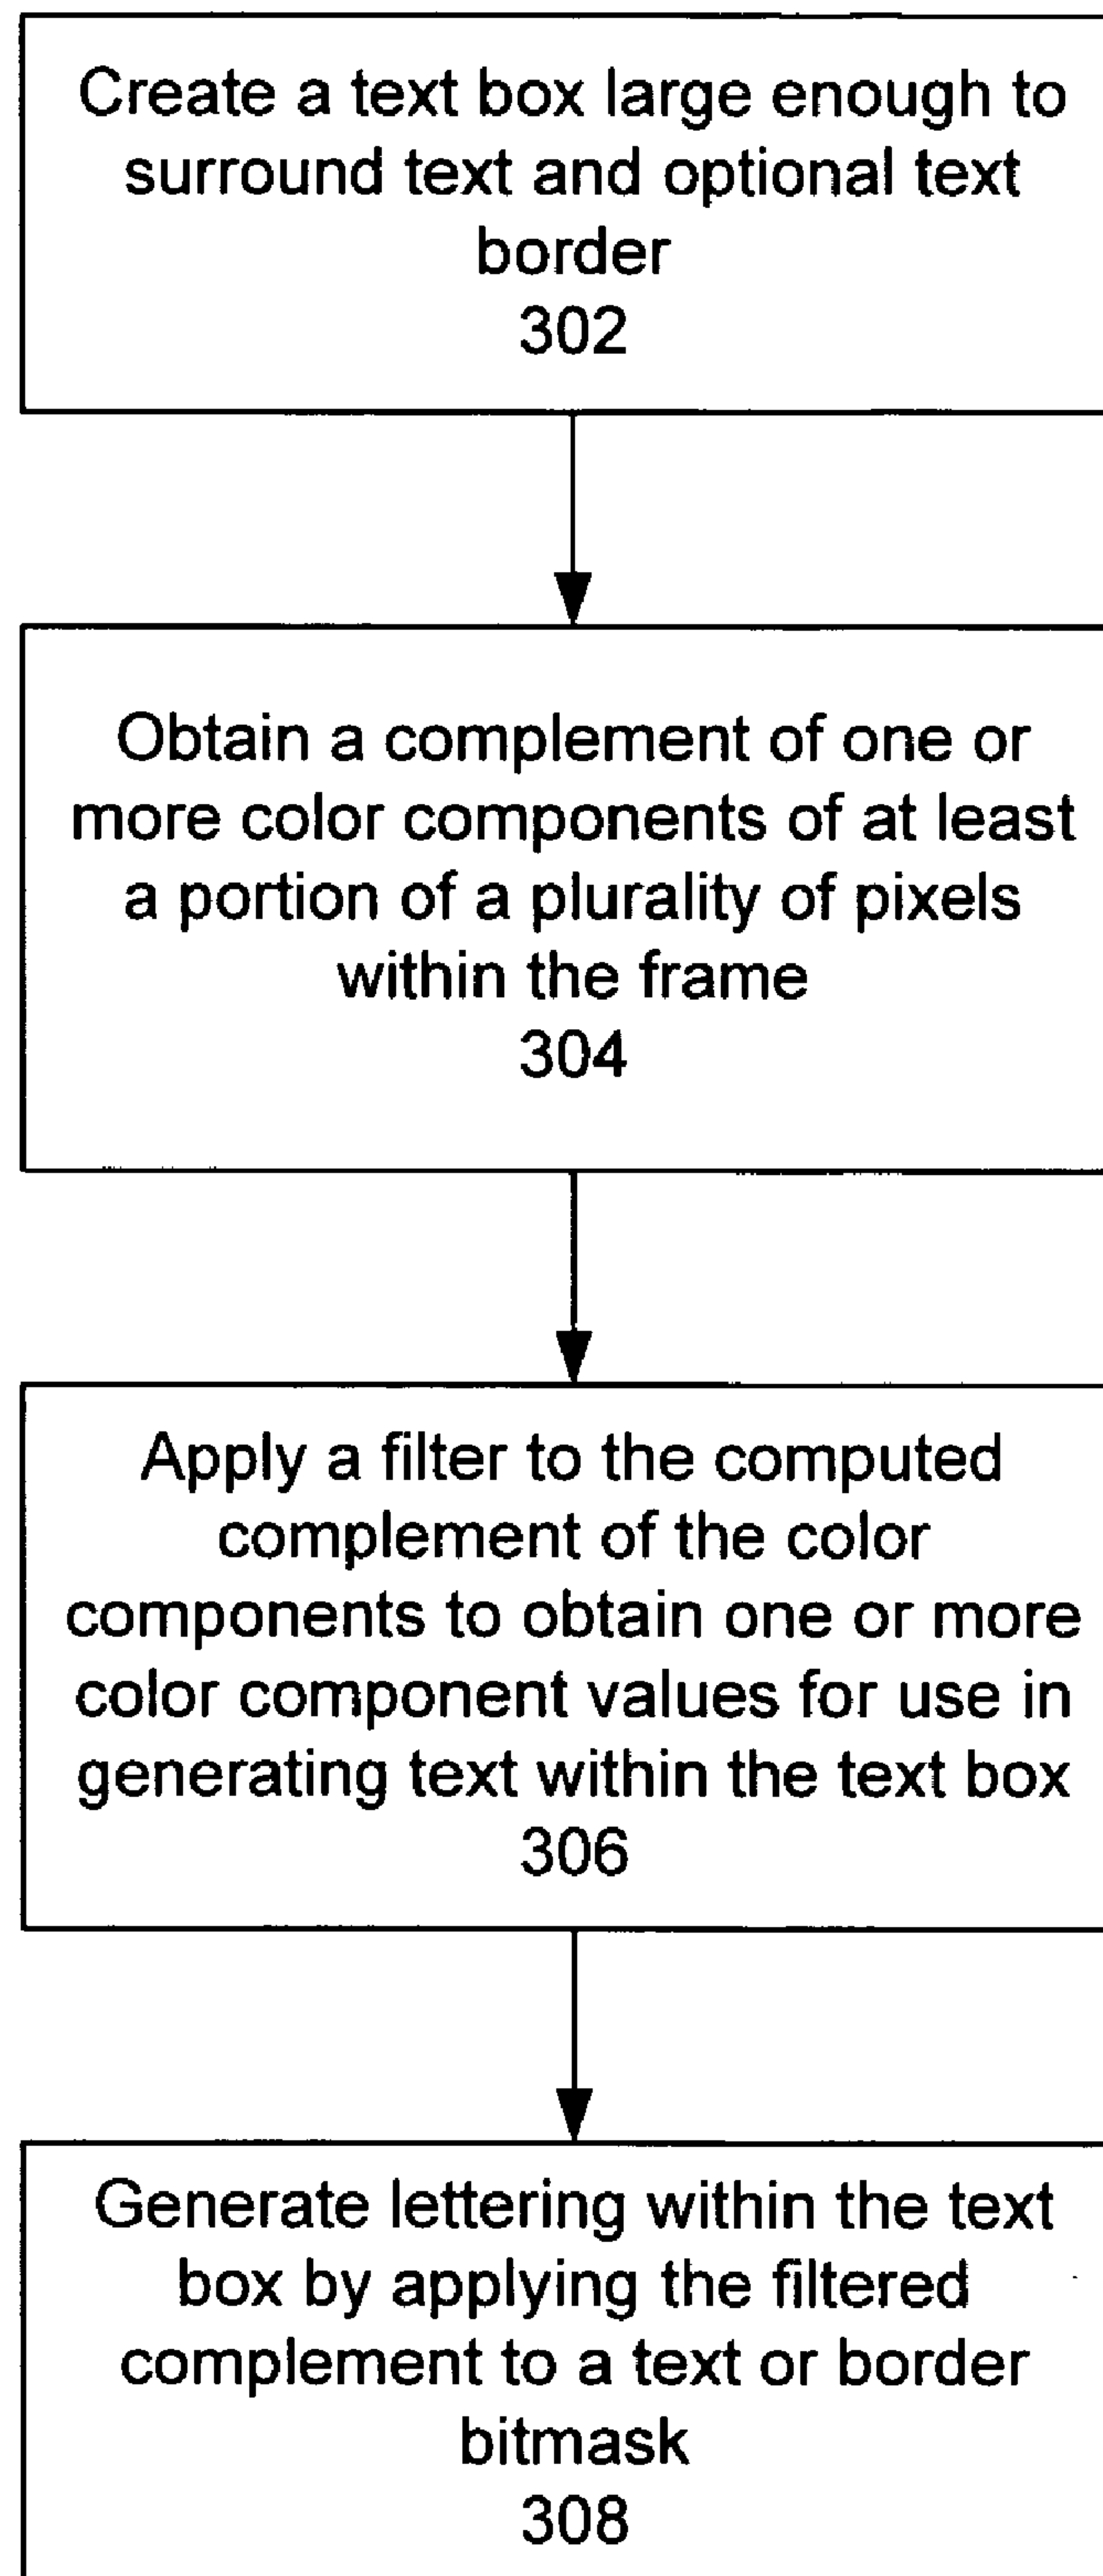 Create a text box large enough to
surround text and optional text
border
302
Obtain a complement of one or
more color components of at least
a portion of a plurality of pixels
within the frame
304
Apply a filter to the computed
complement of the color
components to obtain one or more
color component values for use in
generating text within the text box
306
Generate lettering within the text
box by applying the filtered
complement to a text or border
bitmask
308